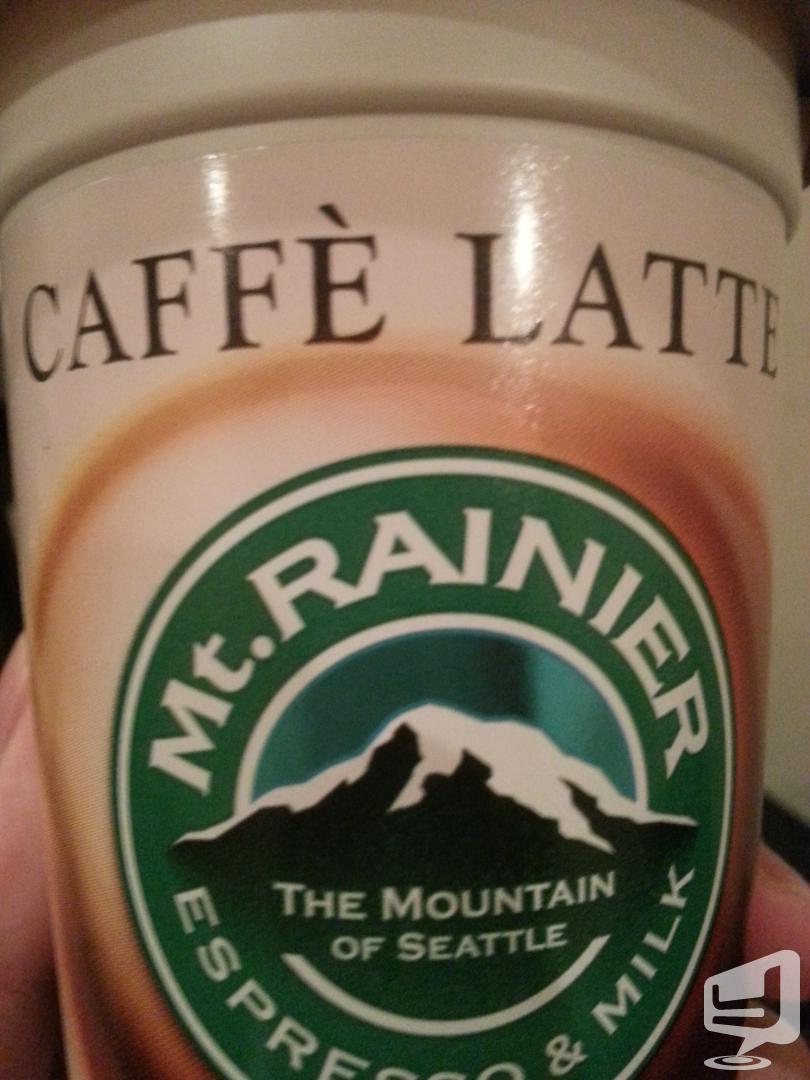 CAFFÈ LATTE
Mt. RAINIER
THE MOUNTAIN
OF SEATTLE
ESPRESSO & MILK